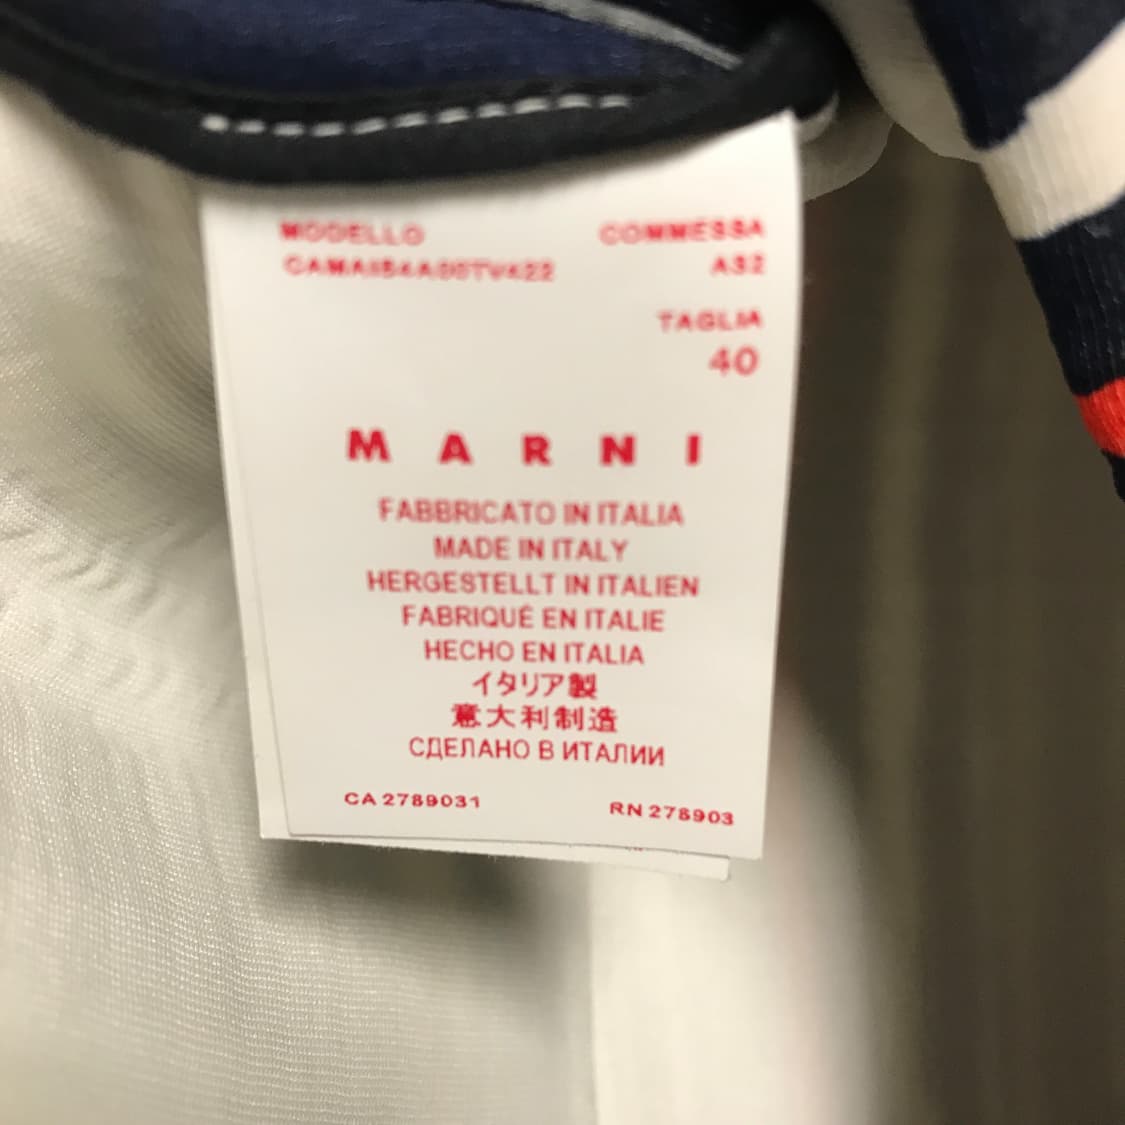 MODELLO COMMESSA
A32
TAGLIA
40
MARNI
FABBRICATO IN ITALIA
MADE IN ITALY
HERGESTELLT IN ITALIEN
FABRIQUÉ EN ITALIE
HECHO EN ITALIA
イタリア製
意大利制造
СДЕЛАНО В ИТАЛИИ
CA 2789031 RN 278903